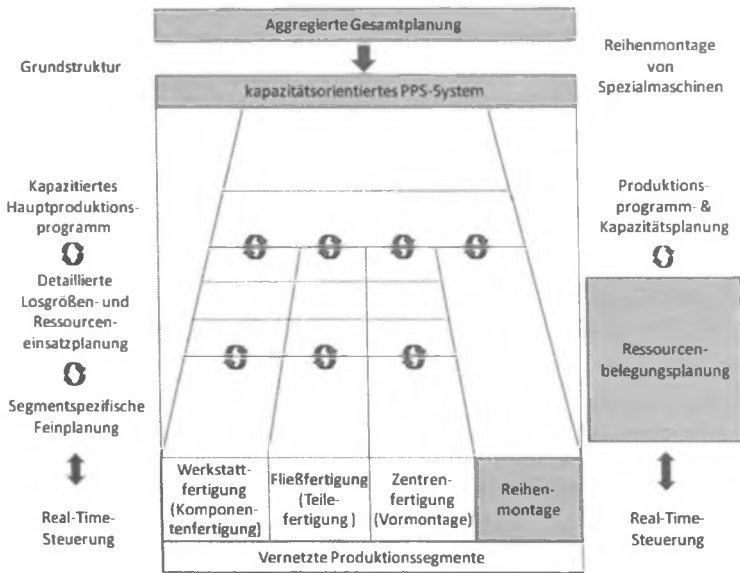 Aggregierte Gesamtplanung
Grundstruktur
Reihenmontage
von
Spezialmaschinen
kapazitätsorientiertes PPS-System
Kapazitiertes
Hauptproduktions-
programm
Detaillierte
Losgrößen- und
Ressourcen-
einsatzplanung
Segmentspezifische
Feinplanung
Real-Time-
Steuerung
Produktions-
programm- &
Kapazitätsplanung
Ressourcen-
belegungsplanung
Real-Time-
Steuerung
Werkstatt-
fertigung
(Komponen-
tenfertigung)
Fließfertigung
(Teile-
fertigung )
Zentren-
fertigung
(Vormontage)
Reihen-
montage
Vernetzte Produktionssegmente